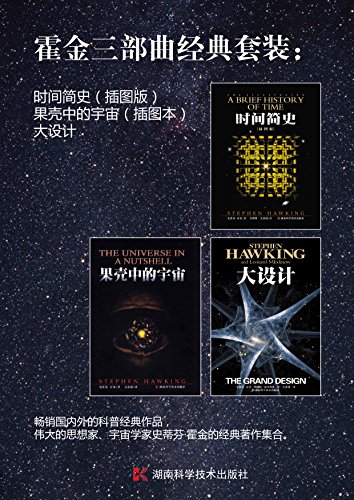 霍金三部曲经典套装：
时间简史（插图版）
果壳中的宇宙（插图本）
大设计
A BRIEF HISTORY
OF TIME
时间简史
STEPHEN HAWKING
THE UNIVERSE IN
A NUTSHELL
果壳中的宇宙
STEPHEN HAWKING
STEPHEN
HAWKING
and Leonard Mlodinow
大设计
THE GRAND DESIGN
畅销国内外的科普经典作品，
伟大的思想家、宇宙学家史蒂芬·霍金的经典著作集合。
湖南科学技术出版社